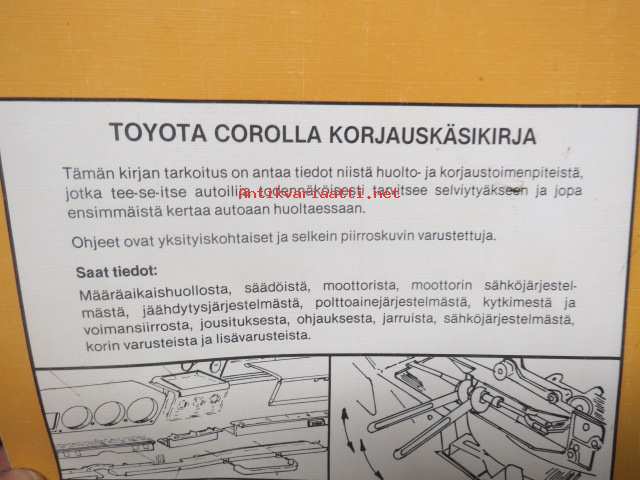 TOYOTA COROLLA KORJAUSKÄSIKIRJA
Tämän kirjan tarkoitus on antaa tiedot niistä huolto- ja korjaustoimenpiteistä,
jotka tee-se-itse autoilija todennäköisesti tarvitsee selviytyäkseen ja jopa
Antikvariaatti.net
ensimmäistä kertaa autoaan huoltaessaan.
Ohjeet ovat yksityiskohtaiset ja selkein piirroskuvin varustettuja.
Saat tiedot:
Määräaikaishuollosta, säädöistä, moottorista, moottorin sähköjärjestel-
mästä, jäähdytysjärjestelmästä, polttoainejärjestelmästä, kytkimestä ja
voimansiirrosta, jousituksesta, ohjauksesta, jarruista, sähköjärjestelmästä,
korin varusteista ja lisävarusteista.